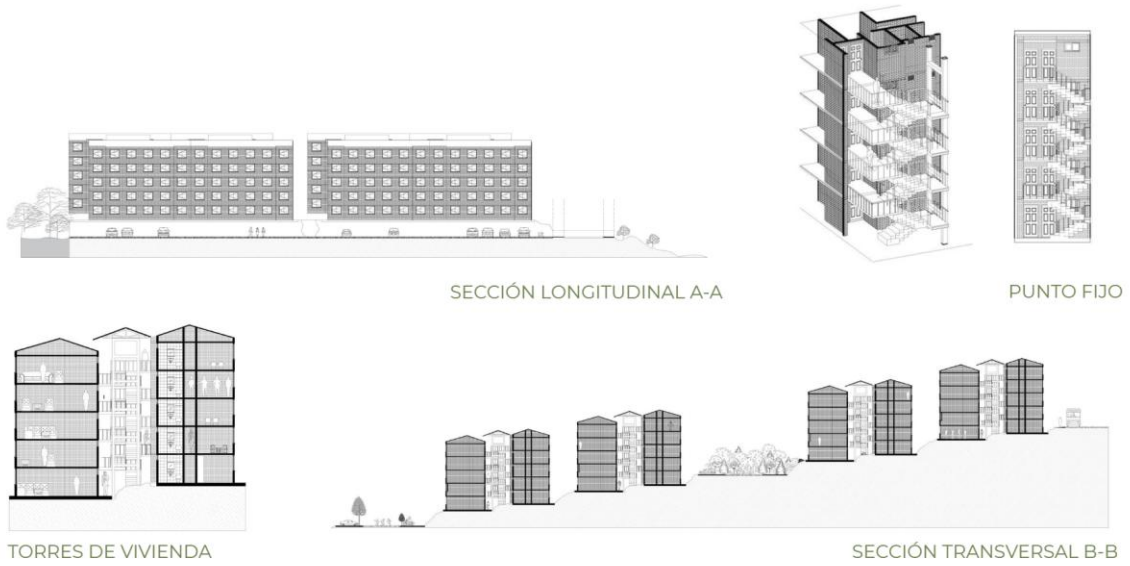 SECCIÓN LONGITUDINAL A-A
PUNTO FIJO
TORRES DE VIVIENDA
SECCIÓN TRANSVERSAL B-B